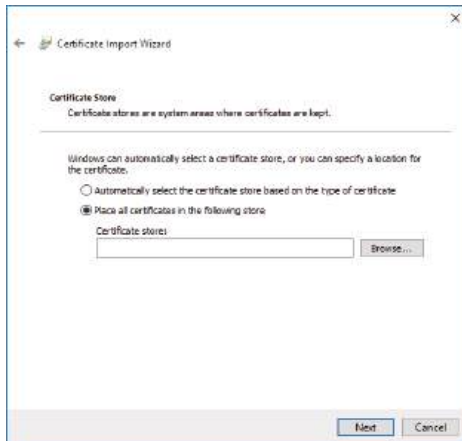 Certificate Import Wizard
Certificate Store
Certificate stores are system areas where certificates are kept.
Windows can automatically select a certificate store, or you can specify a location for
the certificate.
Automatically select the certificate store based on the type of certificate
Place all certificates in the following store
Certificate store:
Browse...
Next
Cancel